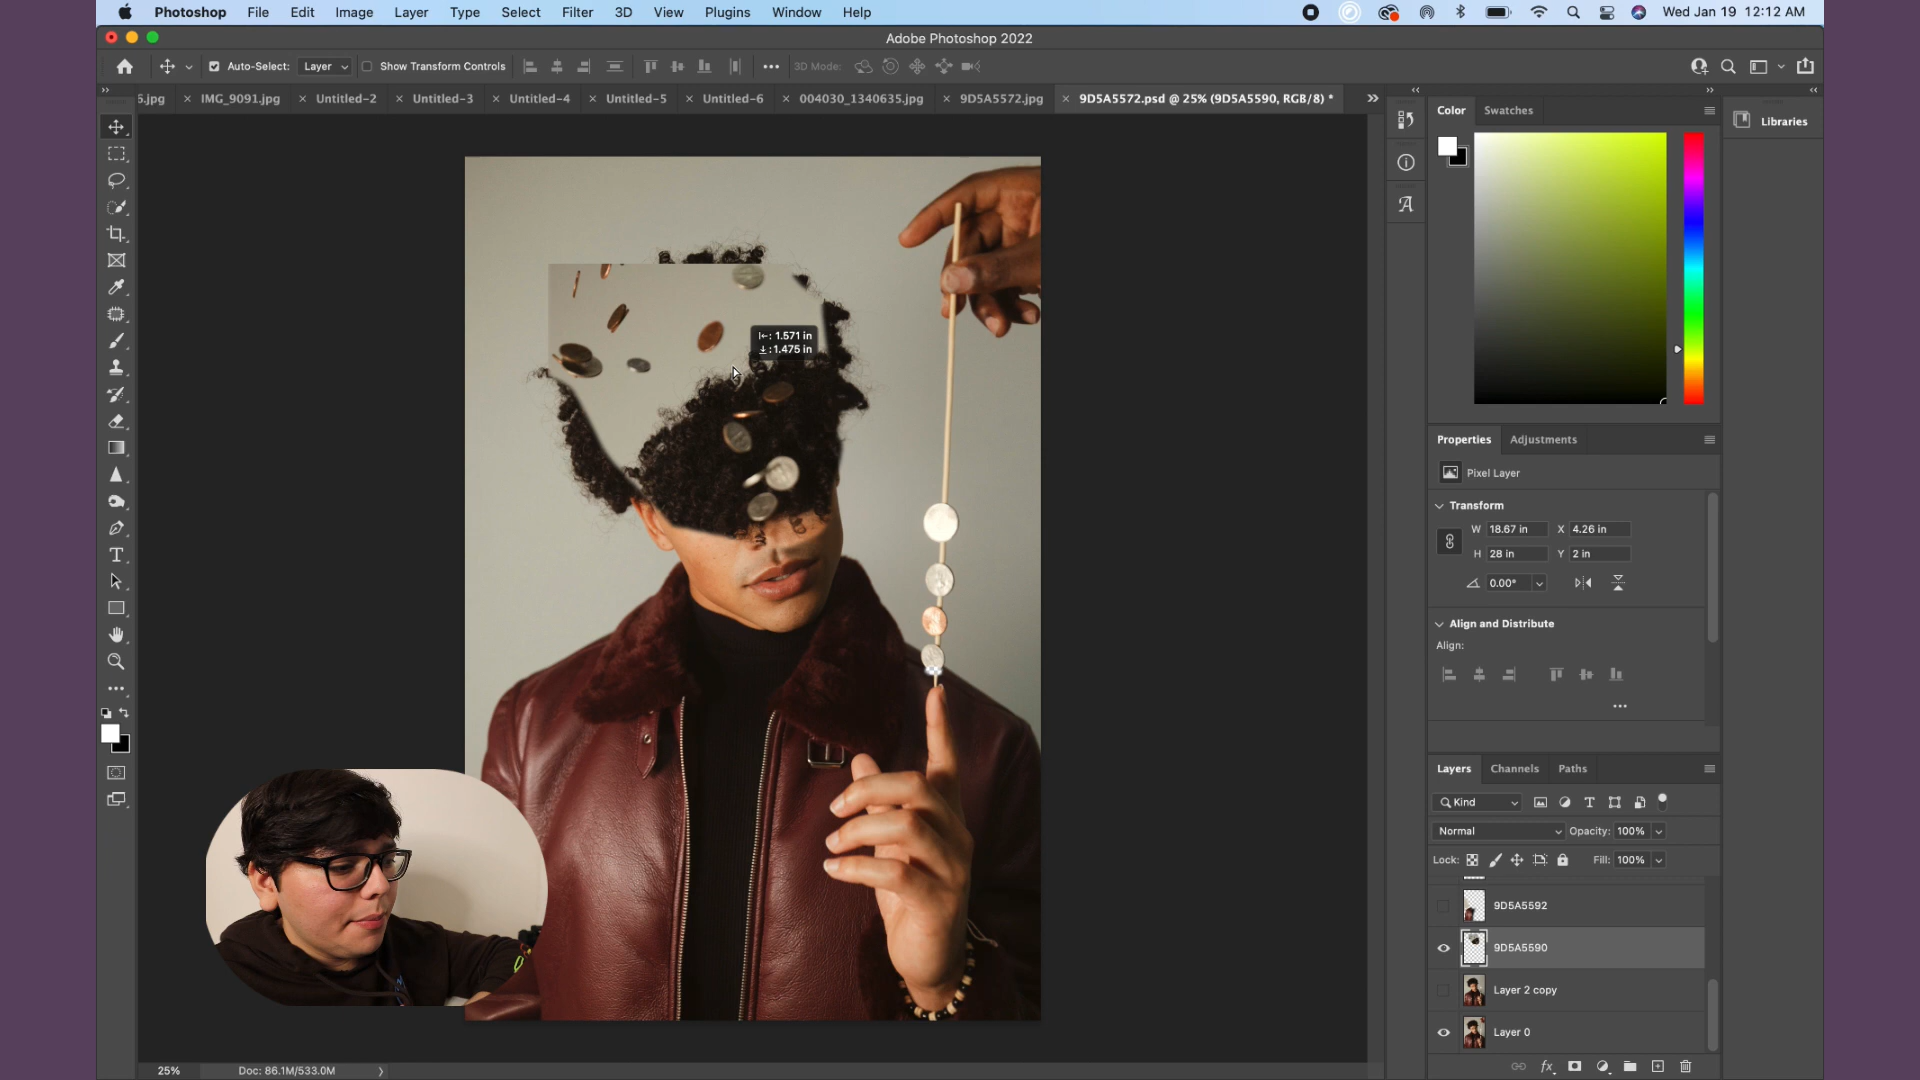 Photoshop File Edit Image Layer Type Select Filter 3D View Plugins Window Help Wed Jan 19 12:12 AM
Adobe Photoshop 2022
Auto-Select: Layer Show Transform Controls 3D Mode:
5.jpg × IMG_9091.jpg × Untitled-2 × Untitled-3 × Untitled-4 × Untitled-5 × Untitled-6 × 004030_1340635.jpg × 9D5A5572.jpg × 9D5A5572.psd @ 25% (9D5A5590, RGB/8) *
Color Swatches
Libraries
1.571 in
1.475 in
Properties Adjustments
Pixel Layer
Transform
W 18.67 in X 4.26 in
H 28 in Y 2 in
0.00°
Align and Distribute
Align:
Layers Channels Paths
Kind
Normal Opacity: 100%
Lock: Fill: 100%
9D5A5592
9D5A5590
Layer 2 copy
Layer 0
25% Doc: 86.1M/533.0M